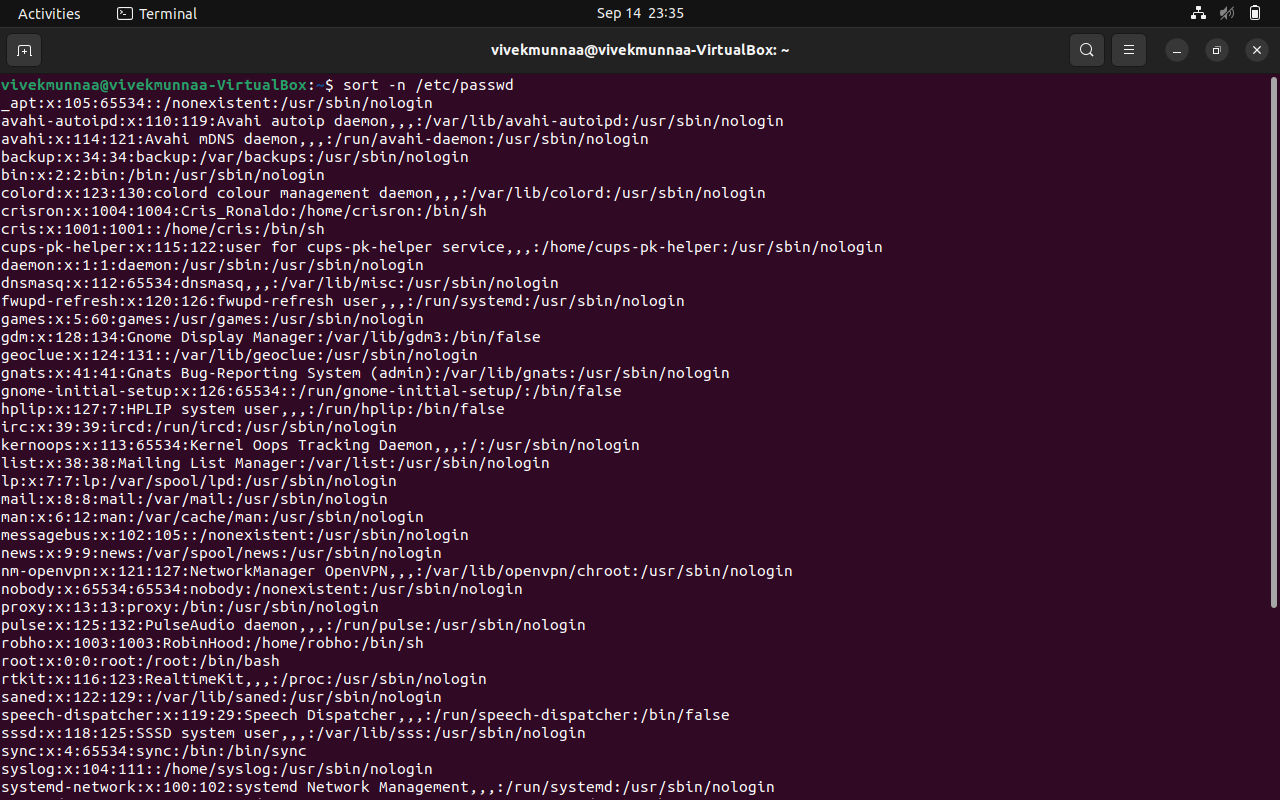 Activities Terminal Sep 14 23:35
vivekmunnaa@vivekmunnaa-VirtualBox: ~
vivekmunnaa@vivekmunnaa-VirtualBox:~$ sort -n /etc/passwd
_apt:x:105:65534::/nonexistent:/usr/sbin/nologin
avahi-autoipd:x:110:119:Avahi autoip daemon,,,:/var/lib/avahi-autoipd:/usr/sbin/nologin
avahi:x:114:121:Avahi mDNS daemon,,,:/run/avahi-daemon:/usr/sbin/nologin
backup:x:34:34:backup:/var/backups:/usr/sbin/nologin
bin:x:2:2:bin:/bin:/usr/sbin/nologin
colord:x:123:130:colord colour management daemon,,,:/var/lib/colord:/usr/sbin/nologin
crisron:x:1004:1004:Cris_Ronaldo:/home/crisron:/bin/sh
cris:x:1001:1001::/home/cris:/bin/sh
cups-pk-helper:x:115:122:user for cups-pk-helper service,,,:/home/cups-pk-helper:/usr/sbin/nologin
daemon:x:1:1:daemon:/usr/sbin:/usr/sbin/nologin
dnsmasq:x:112:65534:dnsmasq,,,:/var/lib/misc:/usr/sbin/nologin
fwupd-refresh:x:120:126:fwupd-refresh user,,,:/run/systemd:/usr/sbin/nologin
games:x:5:60:games:/usr/games:/usr/sbin/nologin
gdm:x:128:134:Gnome Display Manager:/var/lib/gdm3:/bin/false
geoclue:x:124:131::/var/lib/geoclue:/usr/sbin/nologin
gnats:x:41:41:Gnats Bug-Reporting System (admin):/var/lib/gnats:/usr/sbin/nologin
gnome-initial-setup:x:126:65534::/run/gnome-initial-setup/:/bin/false
hplip:x:127:7:HPLIP system user,,,:/run/hplip:/bin/false
irc:x:39:39:ircd:/run/ircd:/usr/sbin/nologin
kernoops:x:113:65534:Kernel Oops Tracking Daemon,,,:/:/usr/sbin/nologin
list:x:38:38:Mailing List Manager:/var/list:/usr/sbin/nologin
lp:x:7:7:lp:/var/spool/lpd:/usr/sbin/nologin
mail:x:8:8:mail:/var/mail:/usr/sbin/nologin
man:x:6:12:man:/var/cache/man:/usr/sbin/nologin
messagebus:x:102:105::/nonexistent:/usr/sbin/nologin
news:x:9:9:news:/var/spool/news:/usr/sbin/nologin
nm-openvpn:x:121:127:NetworkManager OpenVPN,,,:/var/lib/openvpn/chroot:/usr/sbin/nologin
nobody:x:65534:65534:nobody:/nonexistent:/usr/sbin/nologin
proxy:x:13:13:proxy:/bin:/usr/sbin/nologin
pulse:x:125:132:PulseAudio daemon,,,:/run/pulse:/usr/sbin/nologin
robho:x:1003:1003:RobinHood:/home/robho:/bin/sh
root:x:0:0:root:/root:/bin/bash
rtkit:x:116:123:RealtimeKit,,,:/proc:/usr/sbin/nologin
saned:x:122:129::/var/lib/saned:/usr/sbin/nologin
speech-dispatcher:x:119:29:Speech Dispatcher,,,:/run/speech-dispatcher:/bin/false
sssd:x:118:125:SSSD system user,,,:/var/lib/sss:/usr/sbin/nologin
sync:x:4:65534:sync:/bin:/bin/sync
syslog:x:104:111::/home/syslog:/usr/sbin/nologin
systemd-network:x:100:102:systemd Network Management,,,:/run/systemd:/usr/sbin/nologin